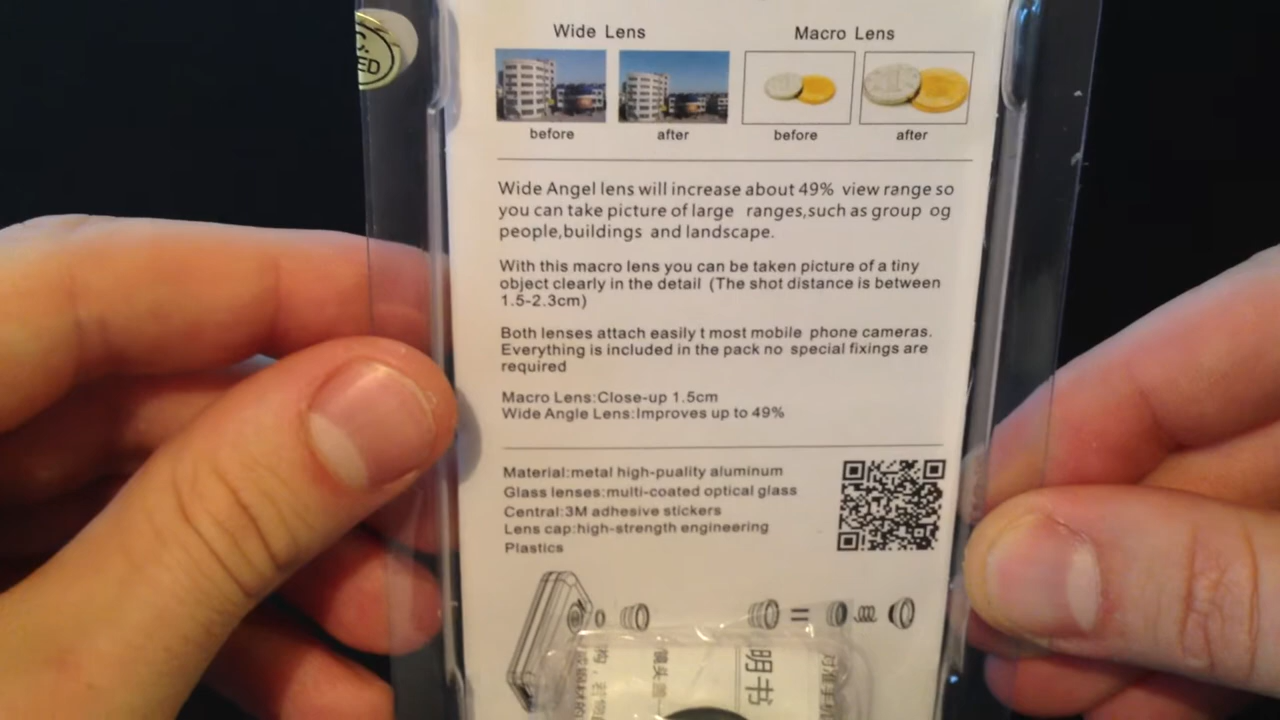 C.
ED
Wide Lens
Macro Lens
before
after
before
after
Wide Angel lens will increase about 49% view range so
you can take picture of large ranges,such as group og
people,buildings and landscape.
With this macro lens you can be taken picture of a tiny
object clearly in the detail (The shot distance is between
1.5-2.3cm)
Both lenses attach easily t most mobile phone cameras.
Everything is included in the pack no special fixings are
required
Macro Lens:Close-up 1.5cm
Wide Angle Lens:Improves up to 49%
Material:metal high-puality aluminum
Glass lenses:multi-coated optical glass
Central:3M adhesive stickers
Lens cap:high-strength engineering
Plastics
明书
镜头